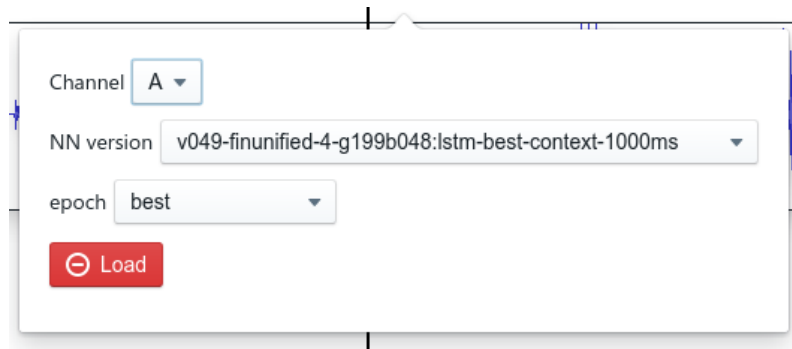 Channel A
NN version v049-finunified-4-g199b048:lstm-best-context-1000ms
epoch best
Load